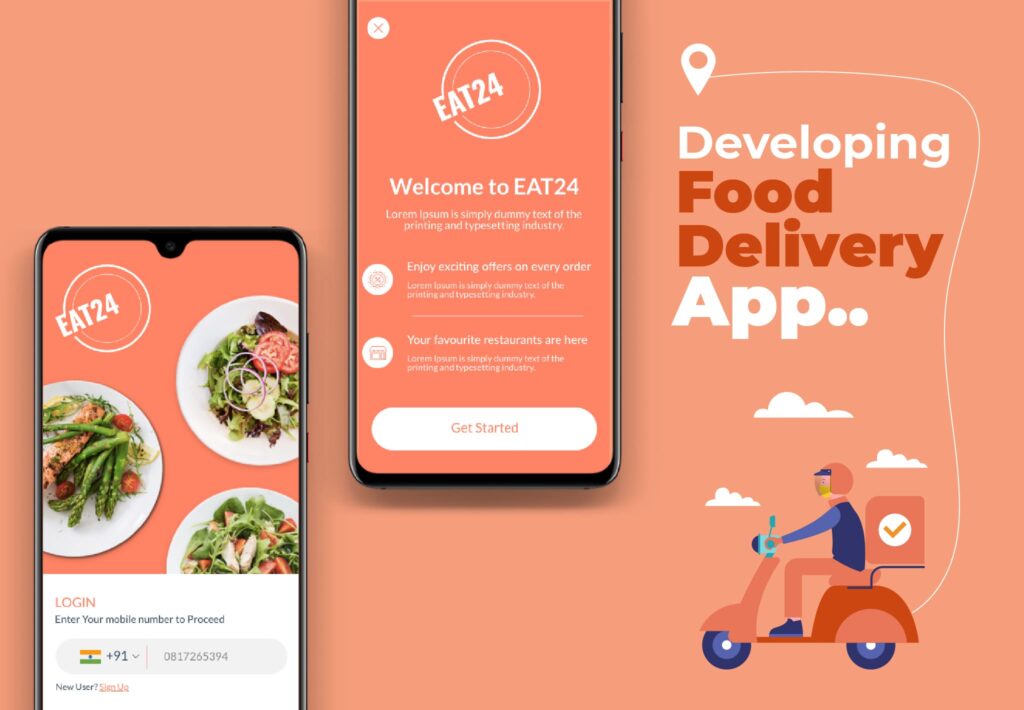 EAT24
Welcome to EAT24
Lorem Ipsum is simply dummy text of the
printing and typesetting industry.
Enjoy exciting offers on every order
Lorem Ipsum is simply dummy text of the
printing and typesetting industry.
Your favourite restaurants are here
Lorem Ipsum is simply dummy text of the
printing and typesetting industry.
Get Started
EAT24
LOGIN
Enter Your mobile number to Proceed
+91 0817265394
New User? Sign Up
Developing
Food
Delivery
App..